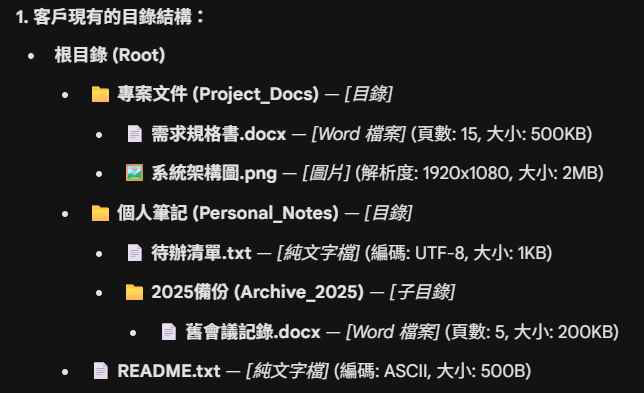 1. 客戶現有的目錄結構：
• 根目錄 (Root)
• 專案文件 (Project_Docs) — [目錄]
• 需求規格書.docx — [Word 檔案] (頁數: 15, 大小: 500KB)
• 系統架構圖.png — [圖片] (解析度: 1920x1080, 大小: 2MB)
• 個人筆記 (Personal_Notes) — [目錄]
• 待辦清單.txt — [純文字檔] (編碼: UTF-8, 大小: 1KB)
• 2025備份 (Archive_2025) — [子目錄]
• 舊會議記錄.docx — [Word 檔案] (頁數: 5, 大小: 200KB)
• README.txt — [純文字檔] (編碼: ASCII, 大小: 500B)